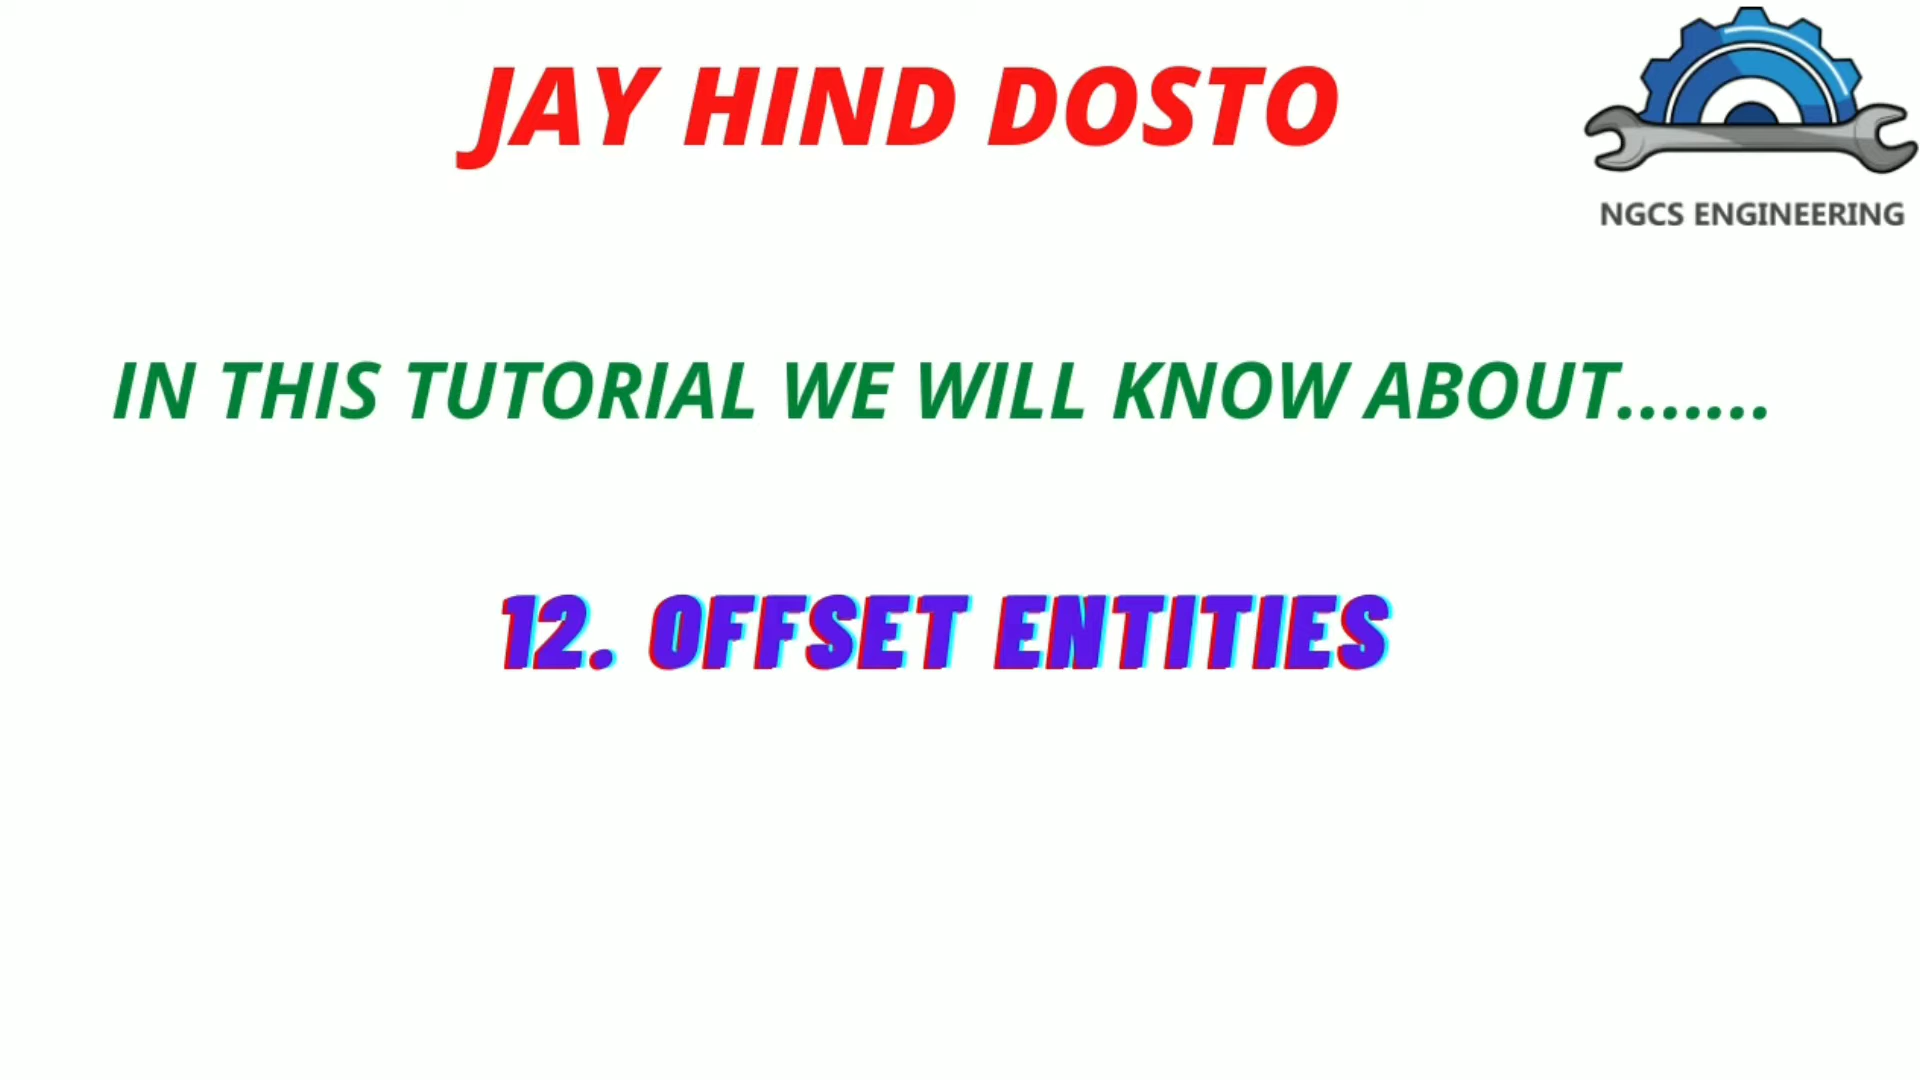 JAY HIND DOSTO
NGCS ENGINEERING
IN THIS TUTORIAL WE WILL KNOW ABOUT.......
12. OFFSET ENTITIES